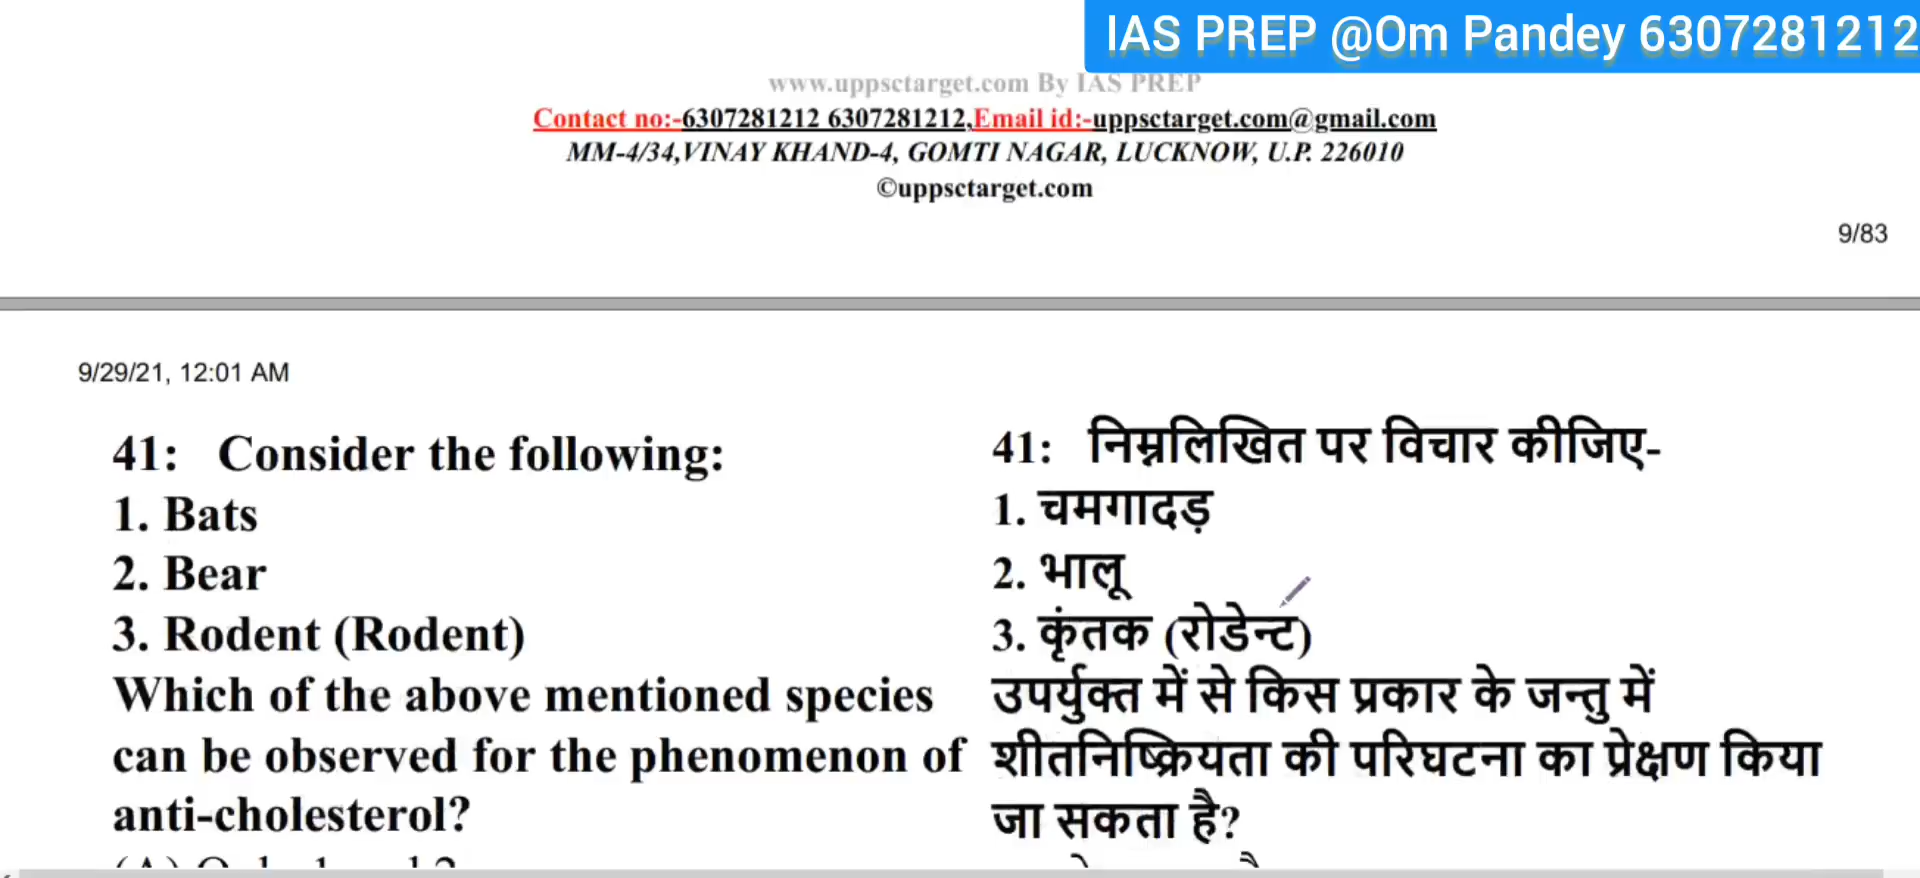 IAS PREP @Om Pandey 6307281212
www.uppsctarget.com By IAS PREP
Contact no:-6307281212 6307281212,Email id:-uppsctarget.com@gmail.com
MM-4/34,VINAY KHAND-4, GOMTI NAGAR, LUCKNOW, U.P. 226010
©uppsctarget.com
9/83
9/29/21, 12:01 AM
41: Consider the following:
1. Bats
2. Bear
3. Rodent (Rodent)
Which of the above mentioned species
can be observed for the phenomenon of
anti-cholesterol?
41: निम्नलिखित पर विचार कीजिए-
1. चमगादड़
2. भालू
3. कृंतक (रोडेन्ट)
उपर्युक्त में से किस प्रकार के जन्तु में
शीतनिष्क्रियता की परिघटना का प्रेक्षण किया
जा सकता है?